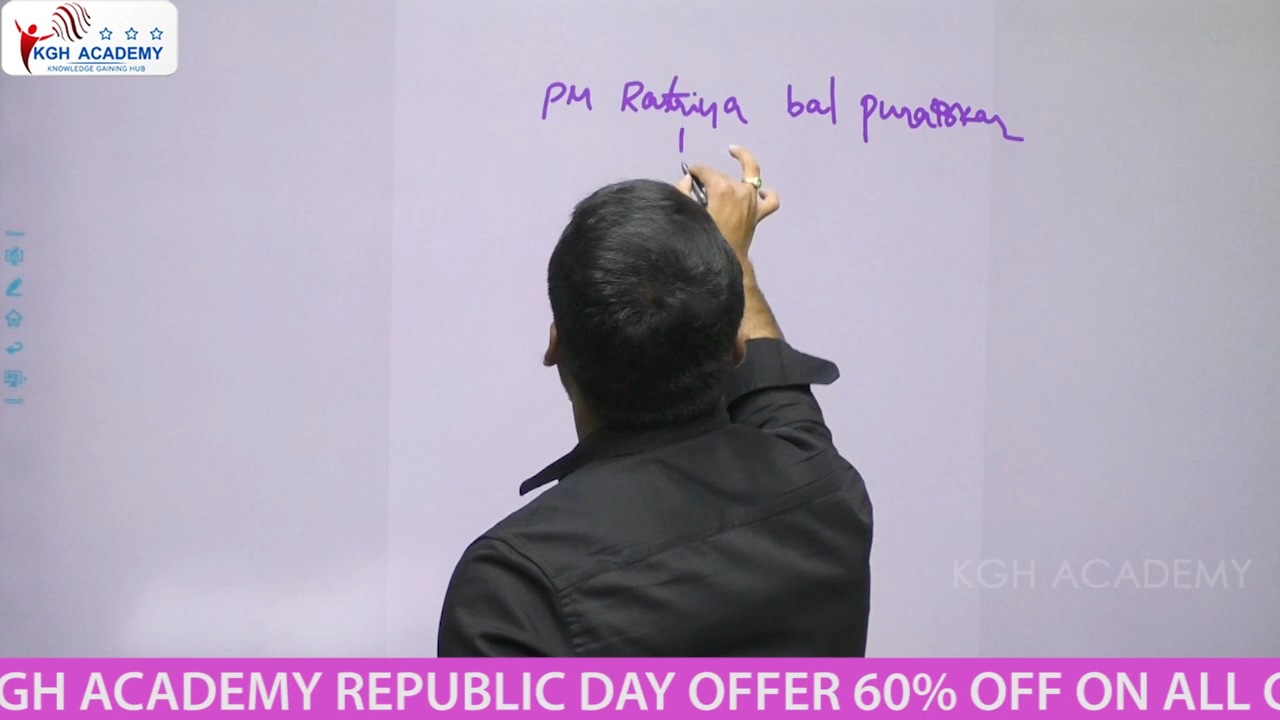 KGH ACADEMY
KNOWLEDGE GAINING HUB
PM Ratriya bal puraskar
KGH ACADEMY
GH ACADEMY REPUBLIC DAY OFFER 60% OFF ON ALL C